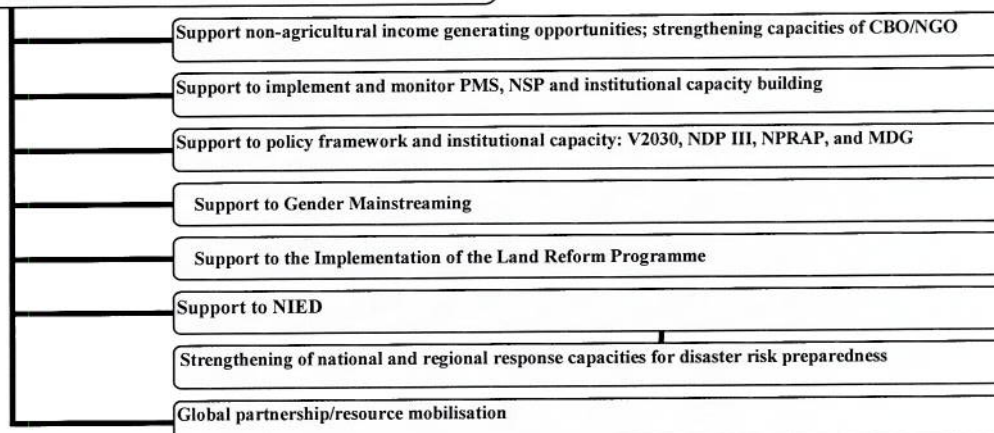 Support non-agricultural income generating opportunities; strengthening capacities of CBO/NGO
Support to implement and monitor PMS, NSP and institutional capacity building
Support to policy framework and institutional capacity: V2030, NDP III, NPRAP, and MDG
Support to Gender Mainstreaming
Support to the Implementation of the Land Reform Programme
Support to NIED
Strengthening of national and regional response capacities for disaster risk preparedness
Global partnership/resource mobilisation